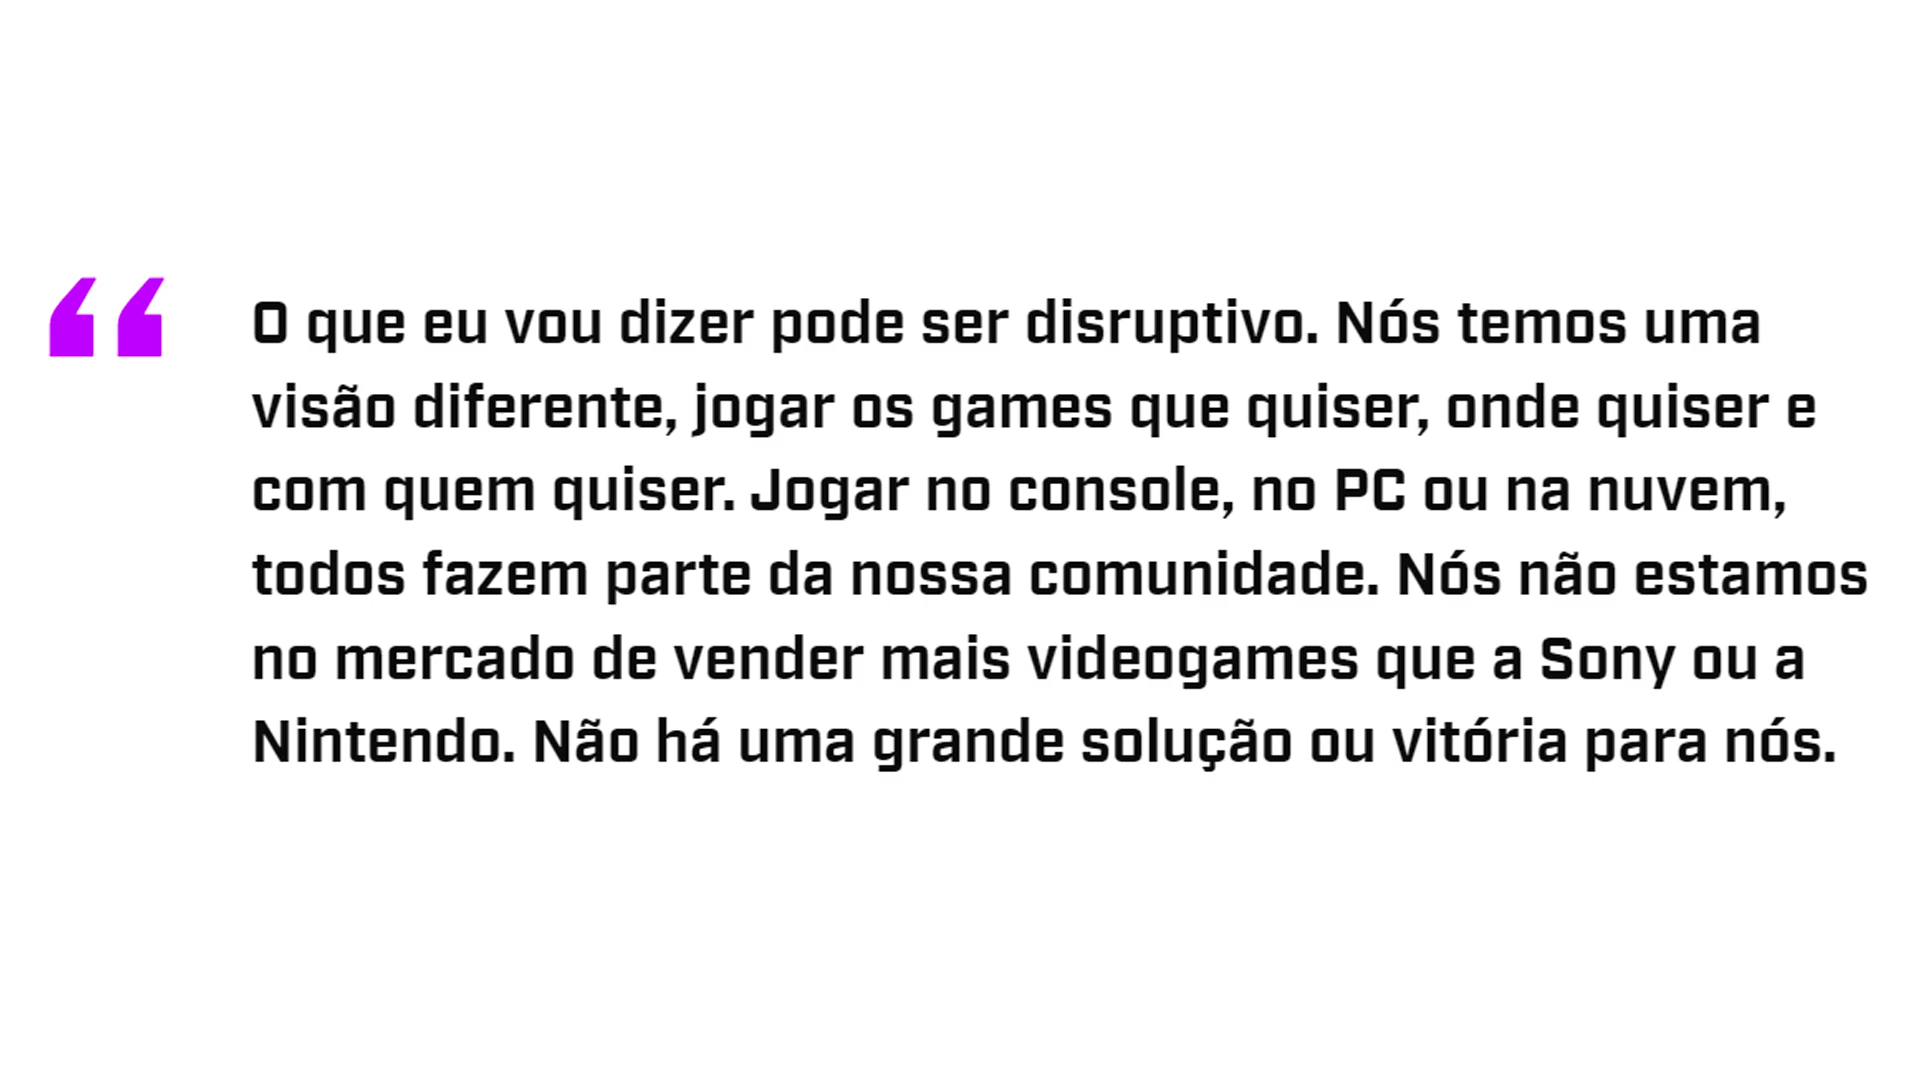 “ O que eu vou dizer pode ser disruptivo. Nós temos uma
visão diferente, jogar os games que quiser, onde quiser e
com quem quiser. Jogar no console, no PC ou na nuvem,
todos fazem parte da nossa comunidade. Nós não estamos
no mercado de vender mais videogames que a Sony ou a
Nintendo. Não há uma grande solução ou vitória para nós.